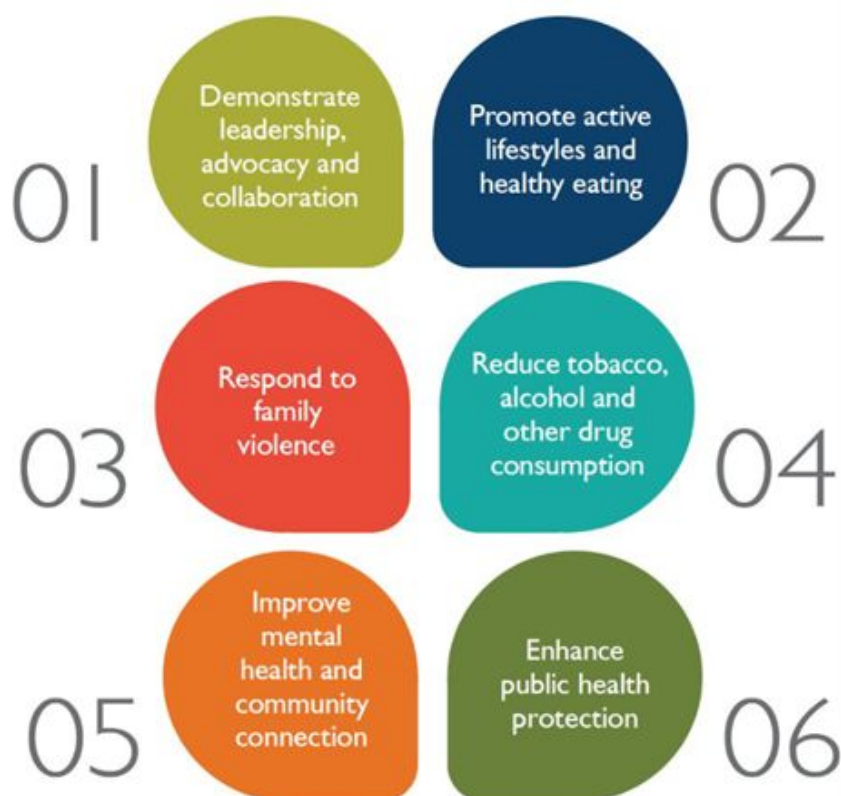 01
Demonstrate
leadership,
advocacy and
collaboration
Promote active
lifestyles and
healthy eating
02
03
Respond to
family
violence
Reduce tobacco,
alcohol and
other drug
consumption
04
05
Improve
mental
health and
community
connection
Enhance
public health
protection
06